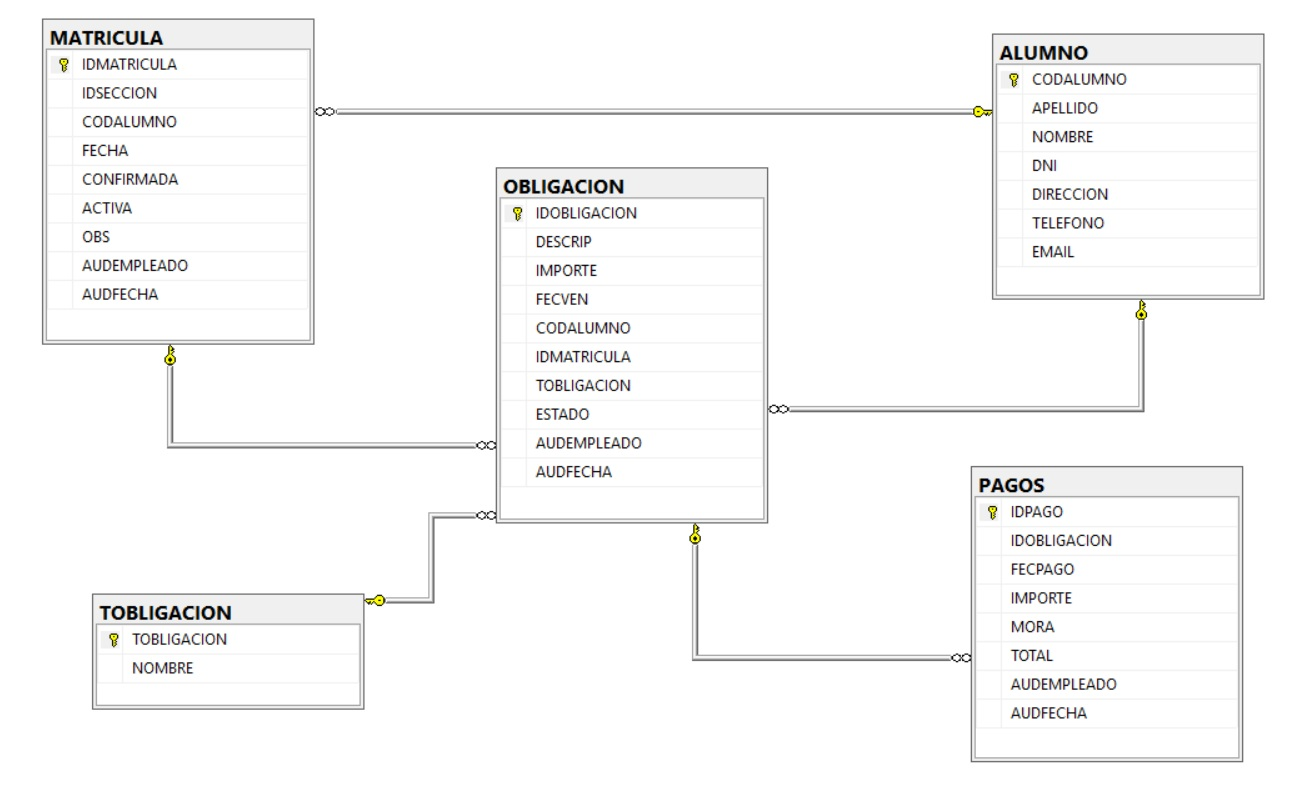 MATRICULA
IDMATRICULA
IDSECCION
CODALUMNO
FECHA
CONFIRMADA
ACTIVA
OBS
AUDEMPLEADO
AUDFECHA
ALUMNO
CODALUMNO
APELLIDO
NOMBRE
DNI
DIRECCION
TELEFONO
EMAIL
OBLIGACION
IDOBLIGACION
DESCRIP
IMPORTE
FECVEN
CODALUMNO
IDMATRICULA
TOBLIGACION
ESTADO
AUDEMPLEADO
AUDFECHA
PAGOS
IDPAGO
IDOBLIGACION
FECPAGO
IMPORTE
MORA
TOTAL
AUDEMPLEADO
AUDFECHA
TOBLIGACION
TOBLIGACION
NOMBRE